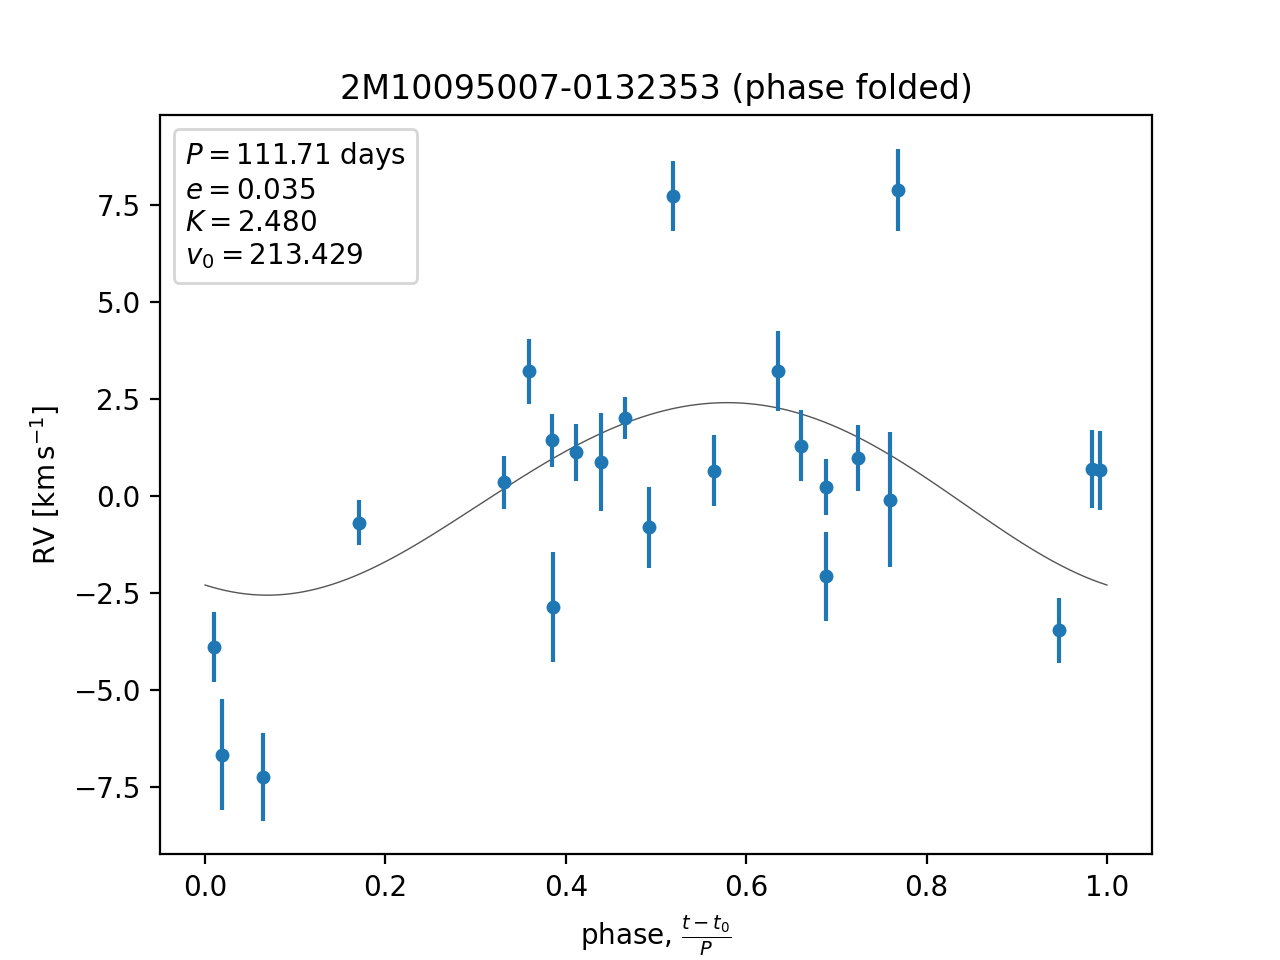 2M10095007-0132353 (phase folded)
P = 111.71 days
e = 0.035
K = 2.480
v₀ = 213.429
7.5
5.0
2.5
0.0
−2.5
−5.0
−7.5
RV [km s⁻¹]
0.0 0.2 0.4 0.6 0.8 1.0
phase, (t − t₀)/P